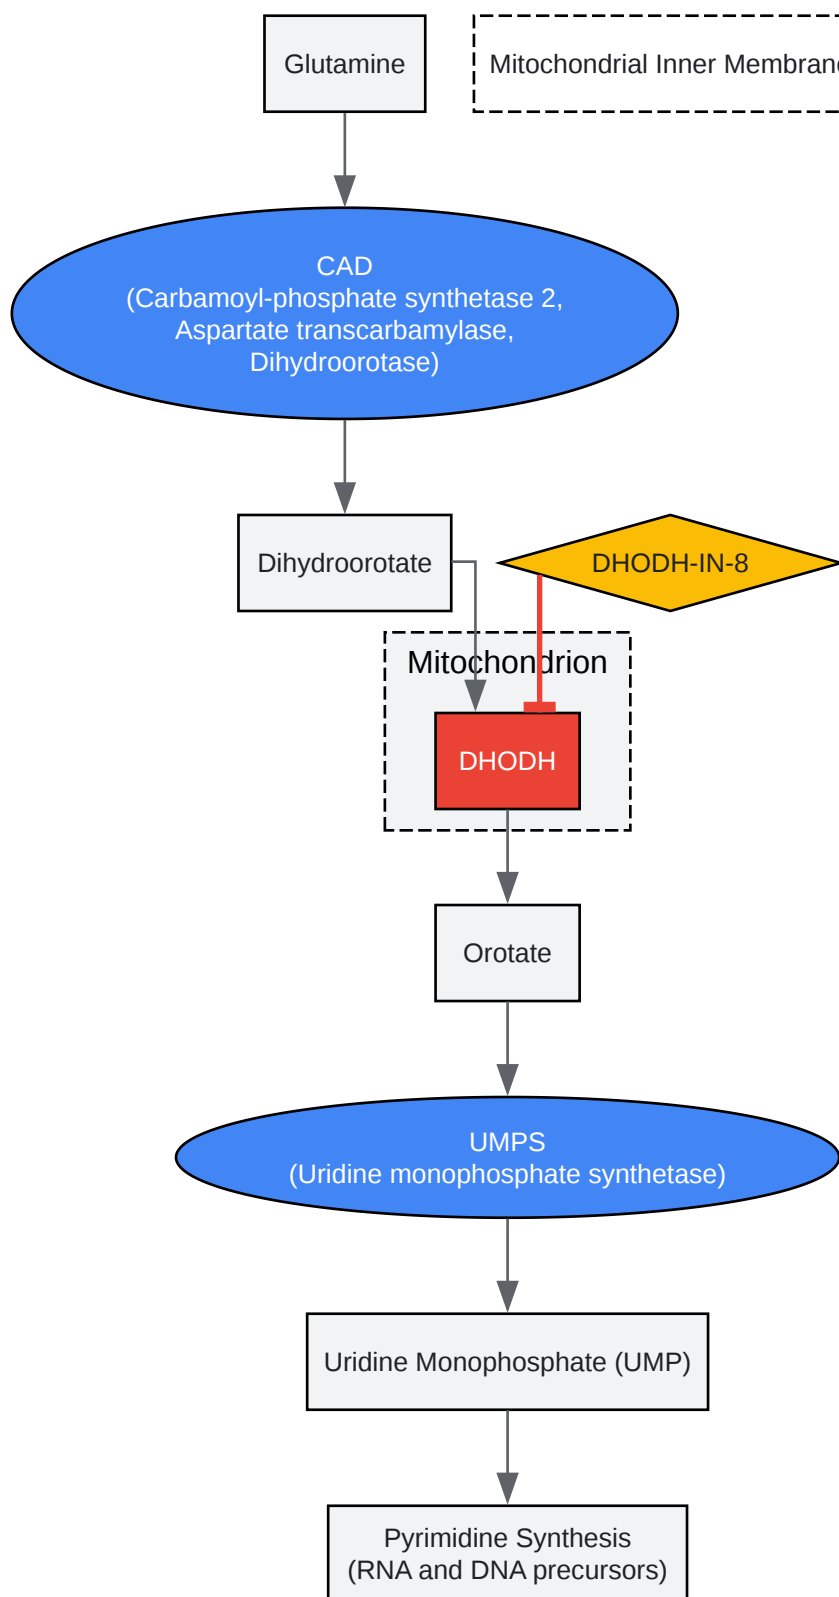 Glutamine
Mitochondrial Inner Membrane
CAD
(Carbamoyl-phosphate synthetase 2,
Aspartate transcarbamylase,
Dihydroorotase)
Dihydroorotate
DHODH-IN-8
Mitochondrion
DHODH
Orotate
UMPS
(Uridine monophosphate synthetase)
Uridine Monophosphate (UMP)
Pyrimidine Synthesis
(RNA and DNA precursors)